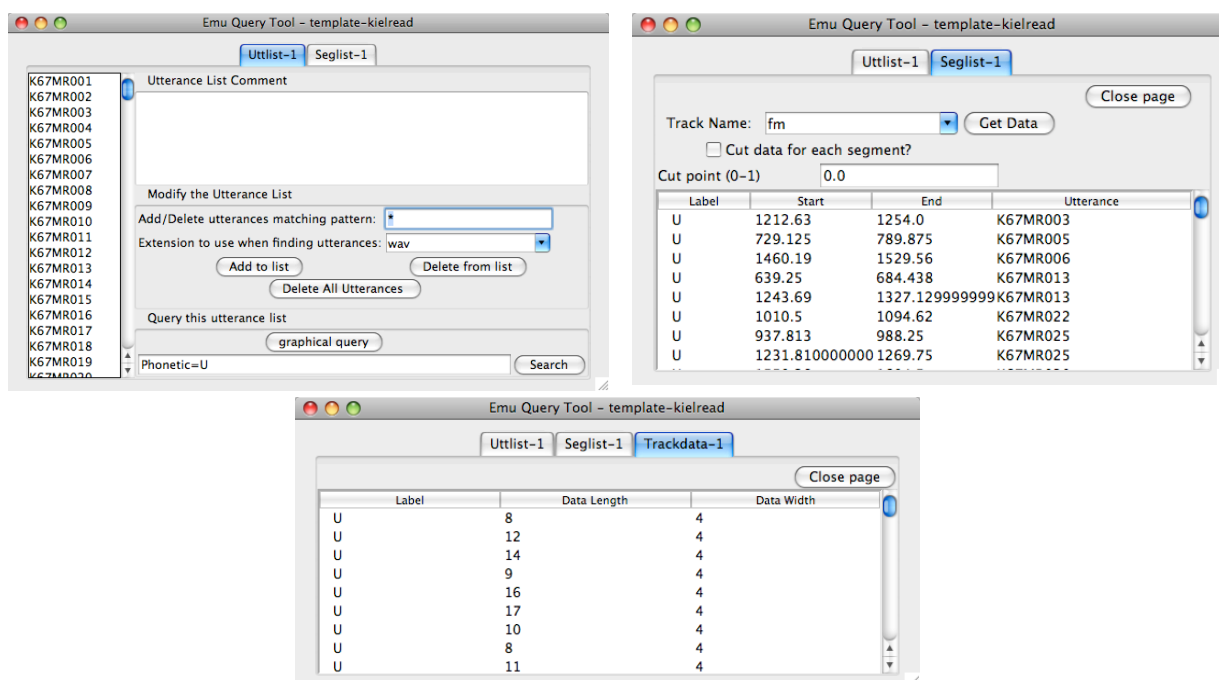 Emu Query Tool - template-kielread
Uttlist-1 Seglist-1
K67MR001
K67MR002
K67MR003
K67MR004
K67MR005
K67MR006
K67MR007
K67MR008
K67MR009
K67MR010
K67MR011
K67MR012
K67MR013
K67MR014
K67MR015
K67MR016
K67MR017
K67MR018
K67MR019
K67MR020
Utterance List Comment
Modify the Utterance List
Add/Delete utterances matching pattern: *
Extension to use when finding utterances: wav
Add to list Delete from list
Delete All Utterances
Query this utterance list
graphical query
Phonetic=U Search
Emu Query Tool - template-kielread
Uttlist-1 Seglist-1
Close page
Track Name: fm Get Data
Cut data for each segment?
Cut point (0-1) 0.0
Label Start End Utterance
U 1212.63 1254.0 K67MR003
U 729.125 789.875 K67MR005
U 1460.19 1529.56 K67MR006
U 639.25 684.438 K67MR013
U 1243.69 1327.129999999 K67MR013
U 1010.5 1094.62 K67MR022
U 937.813 988.25 K67MR025
U 1231.810000000 1269.75 K67MR025
Emu Query Tool - template-kielread
Uttlist-1 Seglist-1 Trackdata-1
Close page
Label Data Length Data Width
U 8 4
U 12 4
U 14 4
U 9 4
U 16 4
U 17 4
U 10 4
U 8 4
U 11 4